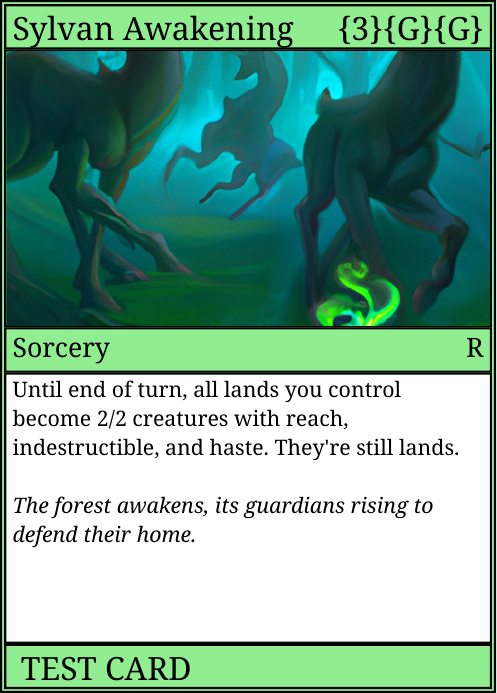 Sylvan Awakening {3}{G}{G}
Sorcery R
Until end of turn, all lands you control
become 2/2 creatures with reach,
indestructible, and haste. They're still lands.
The forest awakens, its guardians rising to
defend their home.
TEST CARD